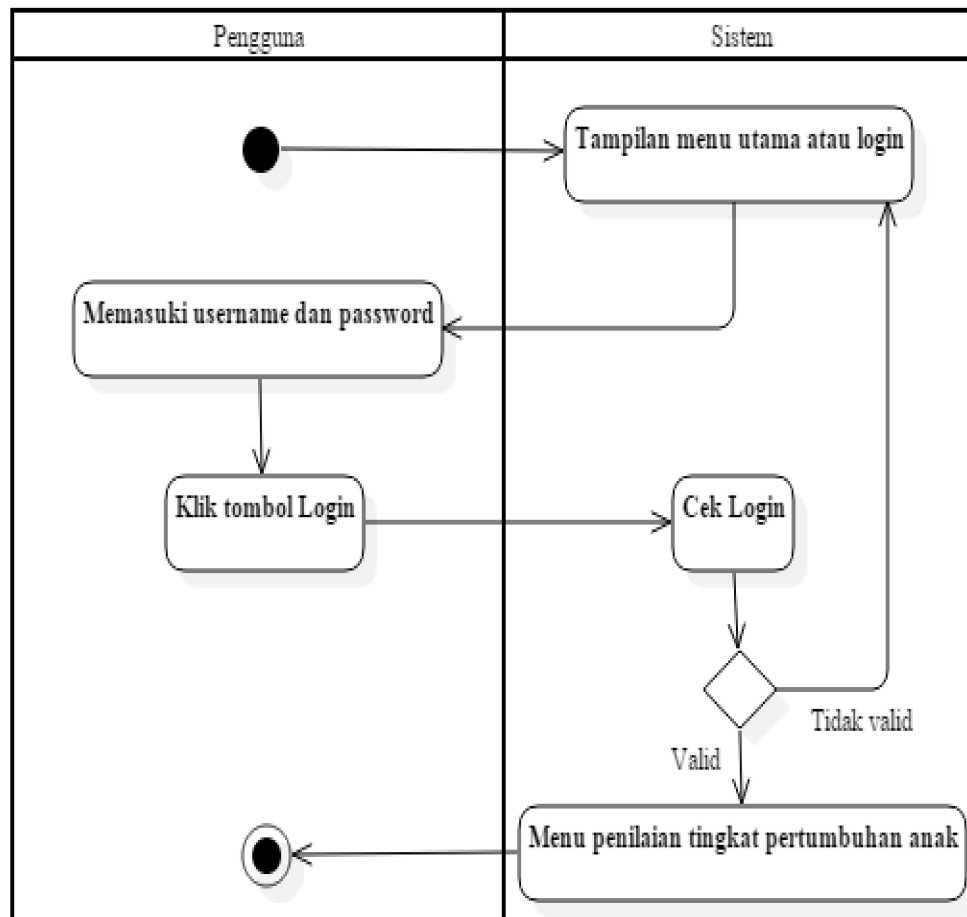 Pengguna
Sistem
Tampilan menu utama atau login
Memasuki username dan password
Klik tombol Login
Cek Login
Tidak valid
Valid
Menu penilaian tingkat pertumbuhan anak